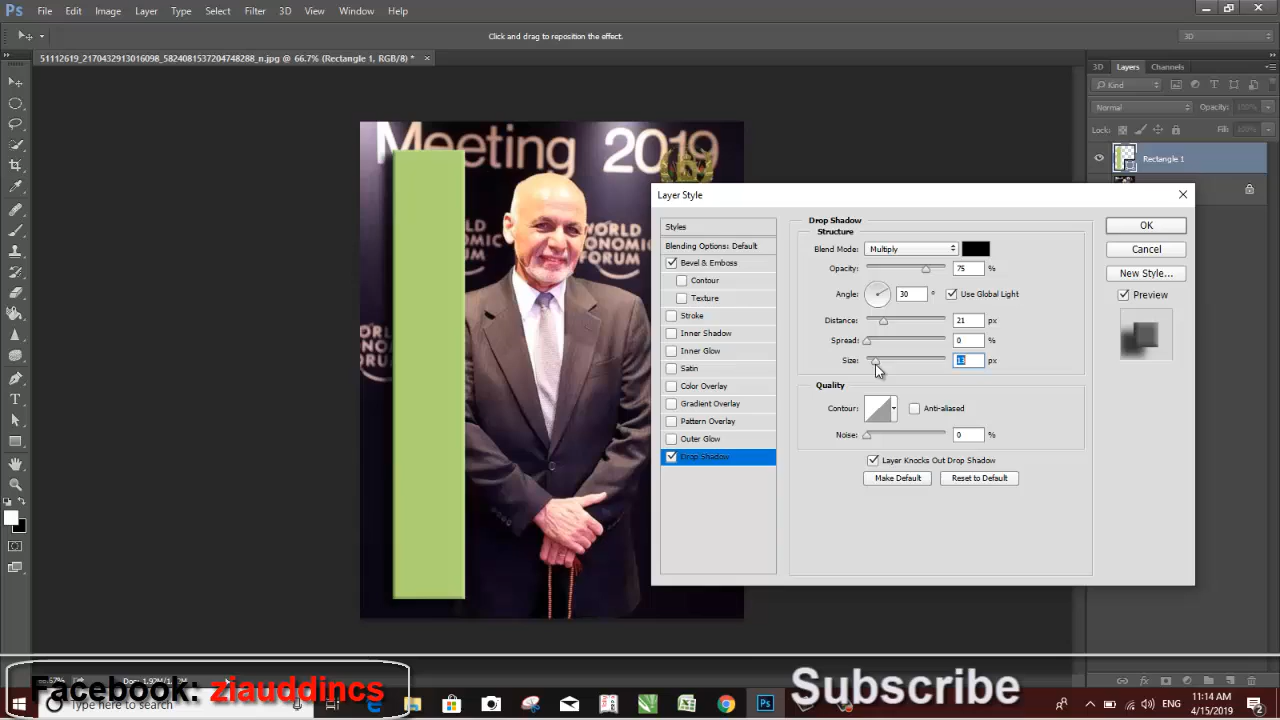 Ps File Edit Image Layer Type Select Filter 3D View Window Help
Click and drag to reposition the effect.
3D
51112619_2170432913016098_5824081537204748288_n.jpg @ 66.7% (Rectangle 1, RGB/8) *
3D Layers Channels
Kind
Normal Opacity: 100%
Lock: Fill: 100%
Rectangle 1
Meeting 2019
WORLD
ECONOMIC
FORUM
Layer Style
Styles
Blending Options: Default
Bevel & Emboss
Contour
Texture
Stroke
Inner Shadow
Inner Glow
Satin
Color Overlay
Gradient Overlay
Pattern Overlay
Outer Glow
Drop Shadow
Drop Shadow
Structure
Blend Mode: Multiply
Opacity: 75 %
Angle: 30 ° Use Global Light
Distance: 21 px
Spread: 0 %
Size: 13 px
Quality
Contour: Anti-aliased
Noise: 0 %
Layer Knocks Out Drop Shadow
Make Default Reset to Default
OK
Cancel
New Style...
Preview
Facebook: ziauddincs
Subscribe
here to search
ENG
11:14 AM
4/15/2019